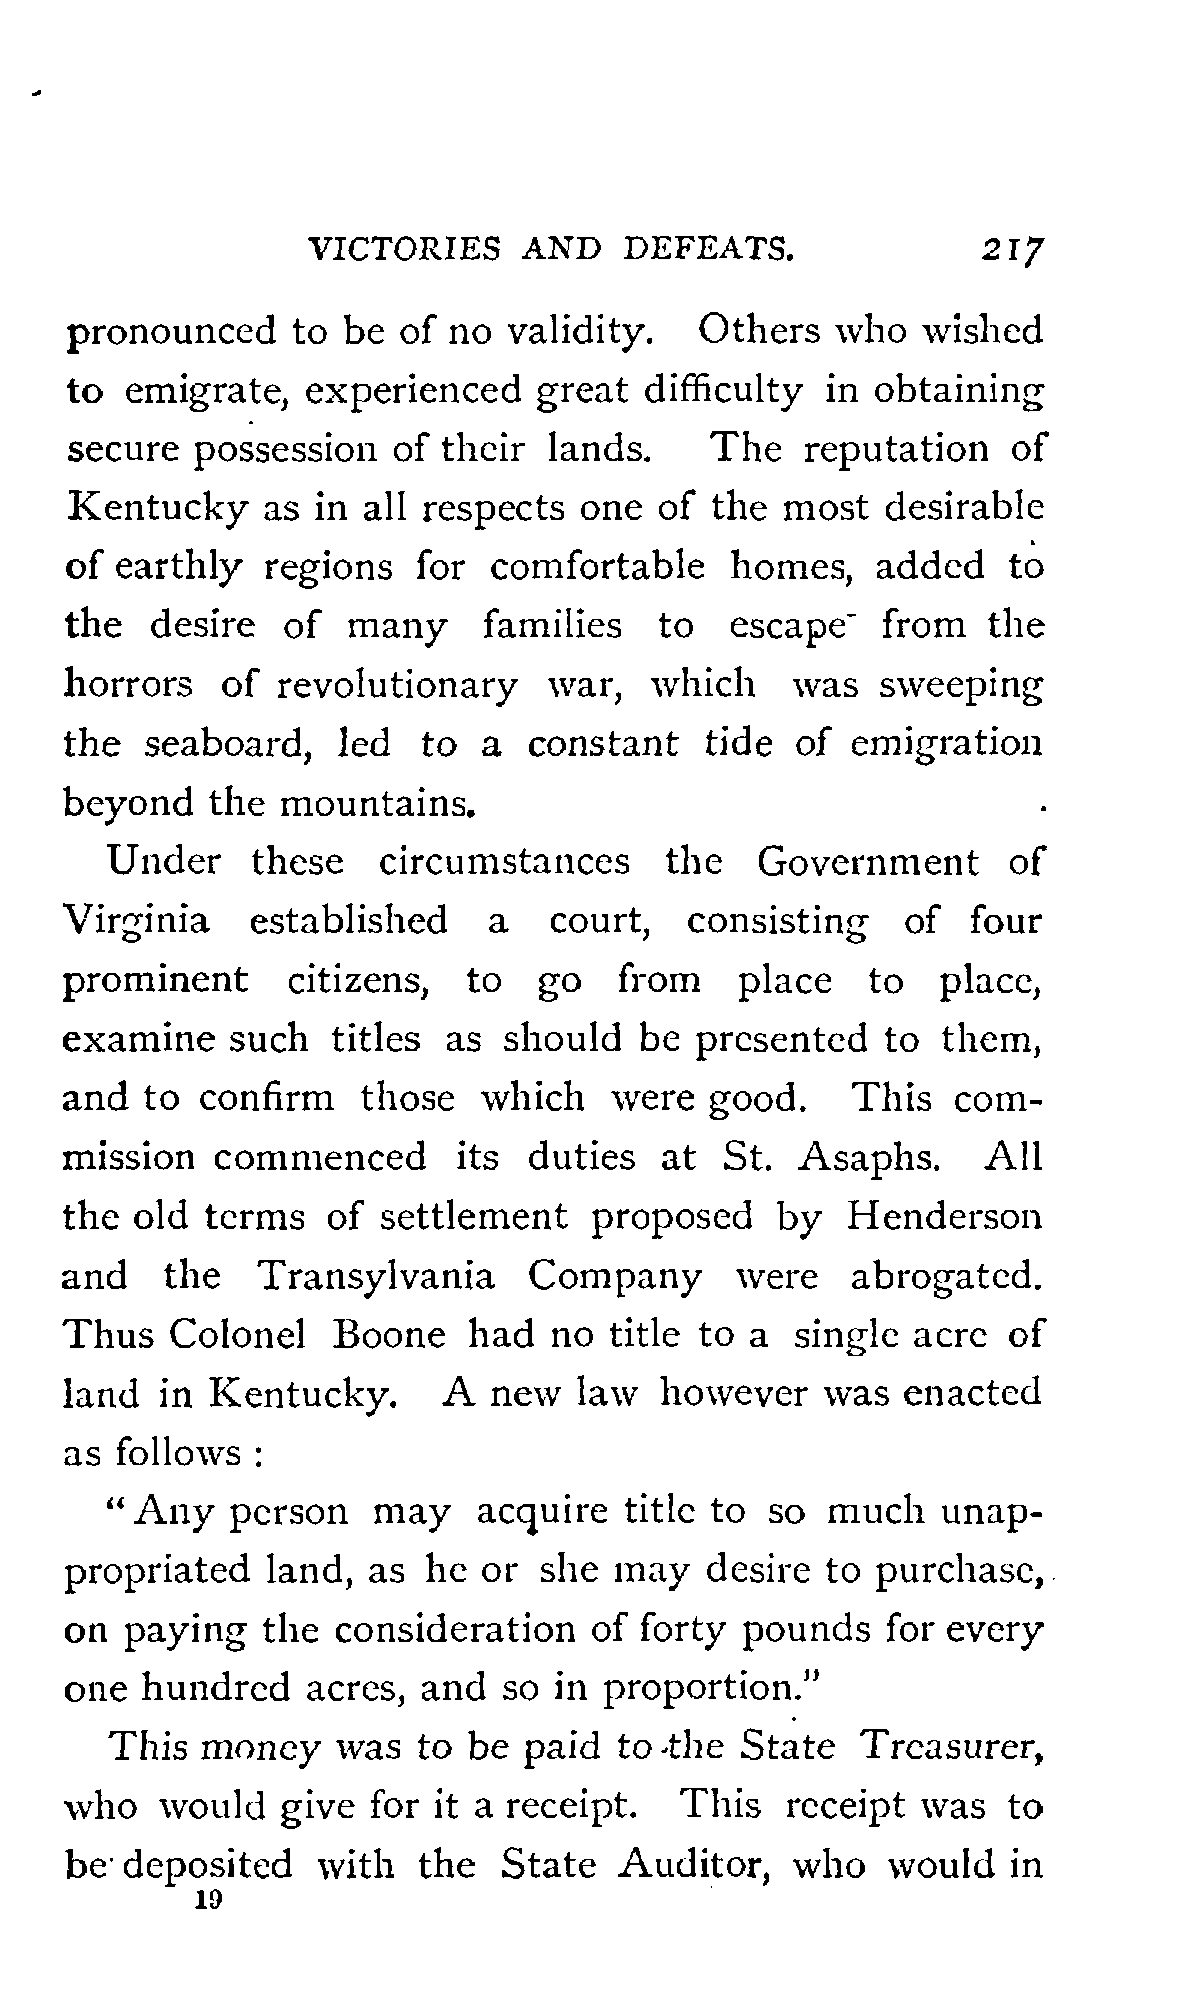 VICTORIES AND DEFEATS. 217
pronounced to be of no validity. Others who wished
to emigrate, experienced great difficulty in obtaining
secure possession of their lands. The reputation of
Kentucky as in all respects one of the most desirable
of earthly regions for comfortable homes, added to
the desire of many families to escape from the
horrors of revolutionary war, which was sweeping
the seaboard, led to a constant tide of emigration
beyond the mountains.
Under these circumstances the Government of
Virginia established a court, consisting of four
prominent citizens, to go from place to place,
examine such titles as should be presented to them,
and to confirm those which were good. This com-
mission commenced its duties at St. Asaphs. All
the old terms of settlement proposed by Henderson
and the Transylvania Company were abrogated.
Thus Colonel Boone had no title to a single acre of
land in Kentucky. A new law however was enacted
as follows :
"Any person may acquire title to so much unap-
propriated land, as he or she may desire to purchase,
on paying the consideration of forty pounds for every
one hundred acres, and so in proportion."
This money was to be paid to the State Treasurer,
who would give for it a receipt. This receipt was to
be deposited with the State Auditor, who would in
19